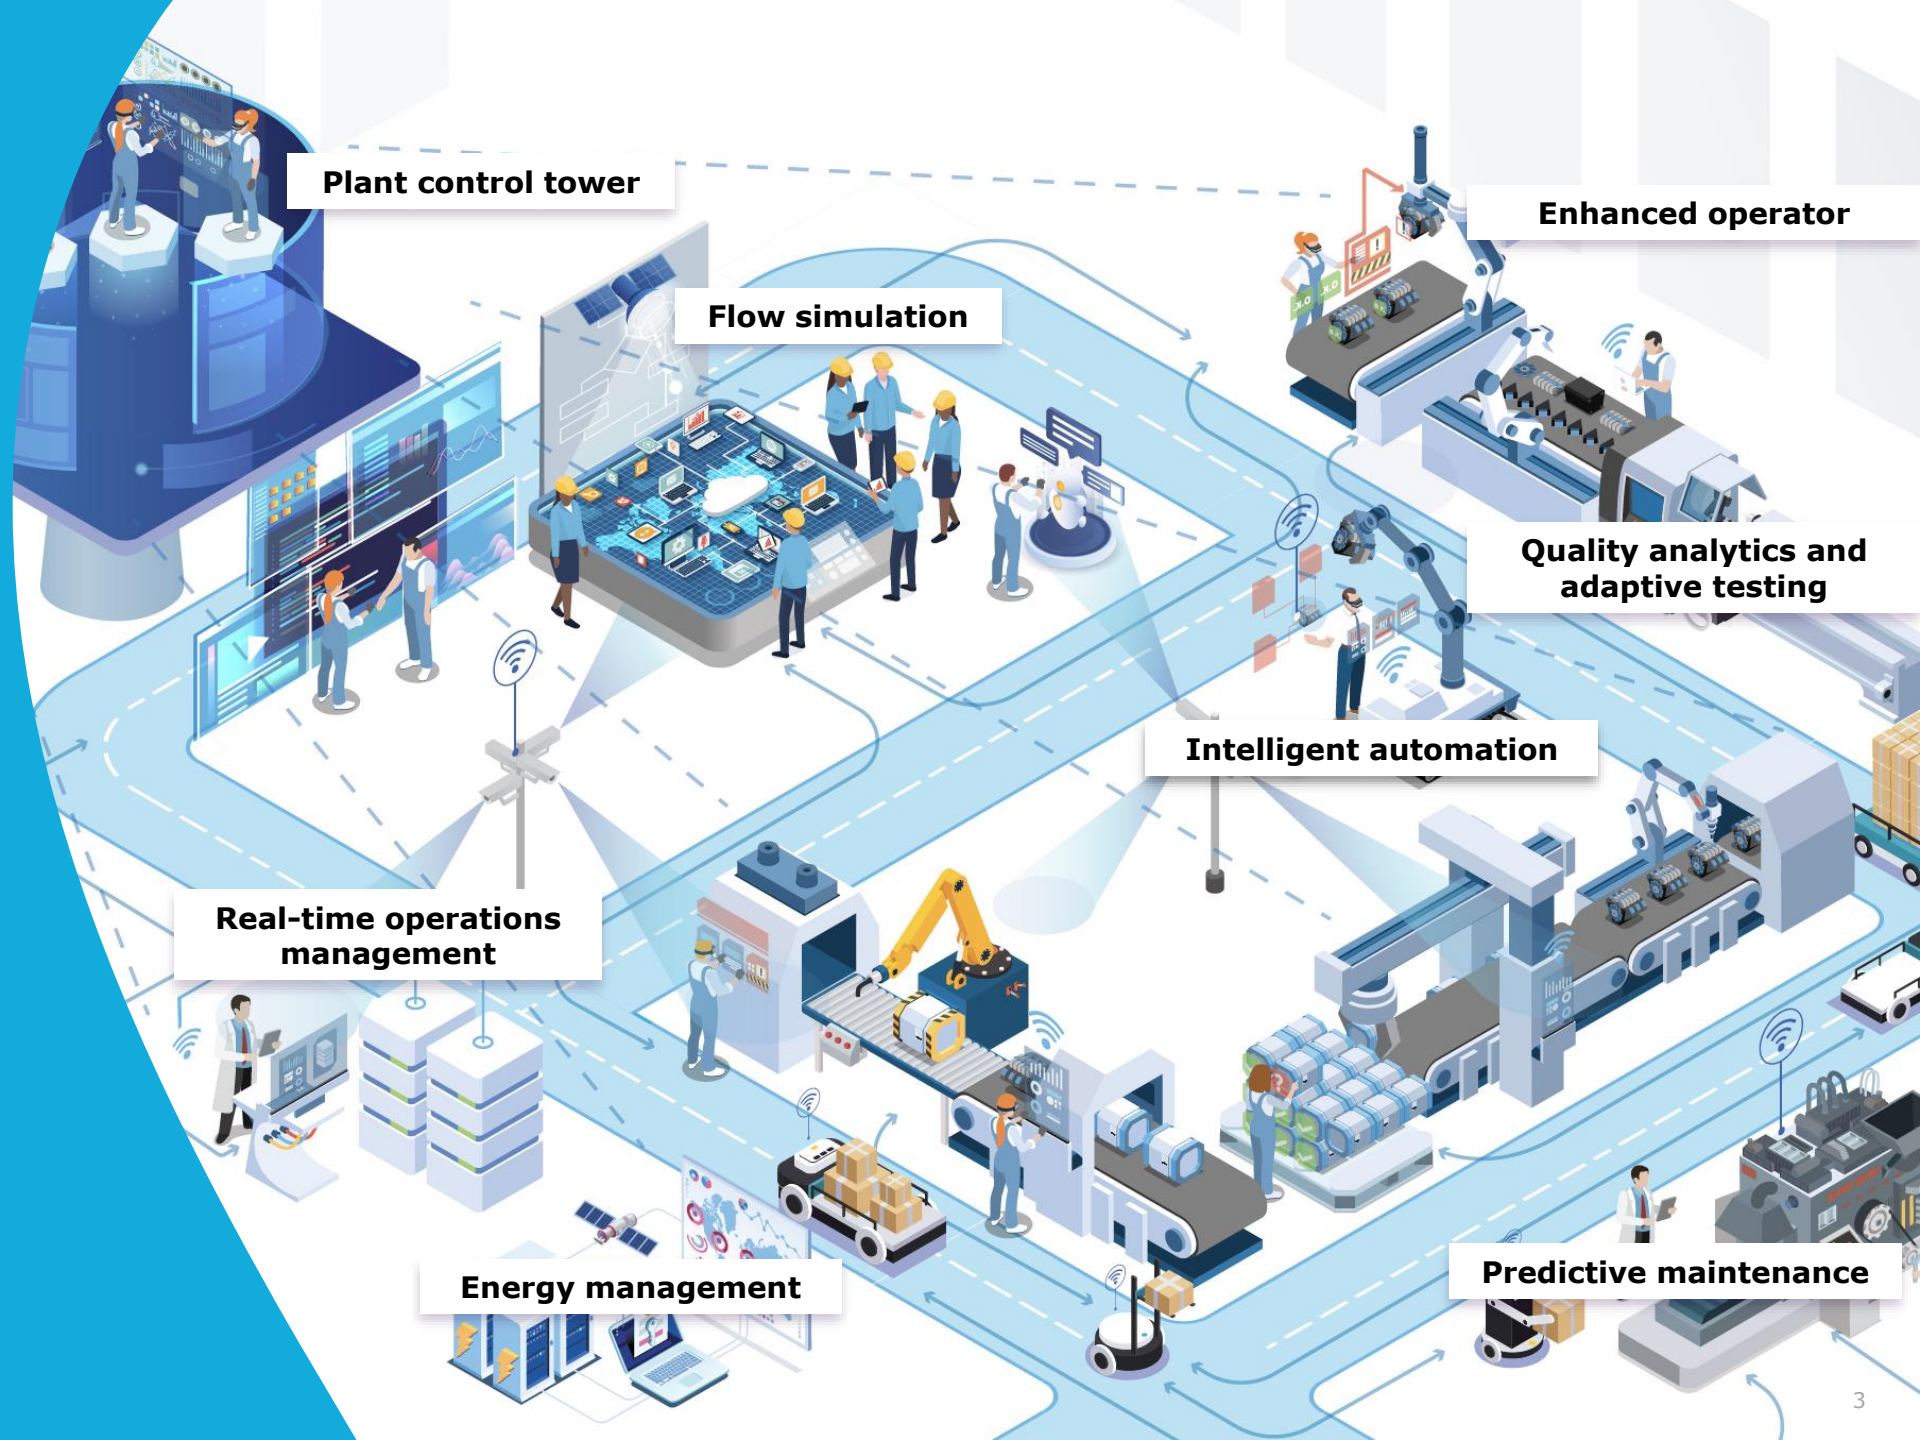 Plant control tower
Enhanced operator
Flow simulation
O.K.
O.K.
Quality analytics and
adaptive testing
Intelligent automation
Real-time operations
management
Energy management
Predictive maintenance
3